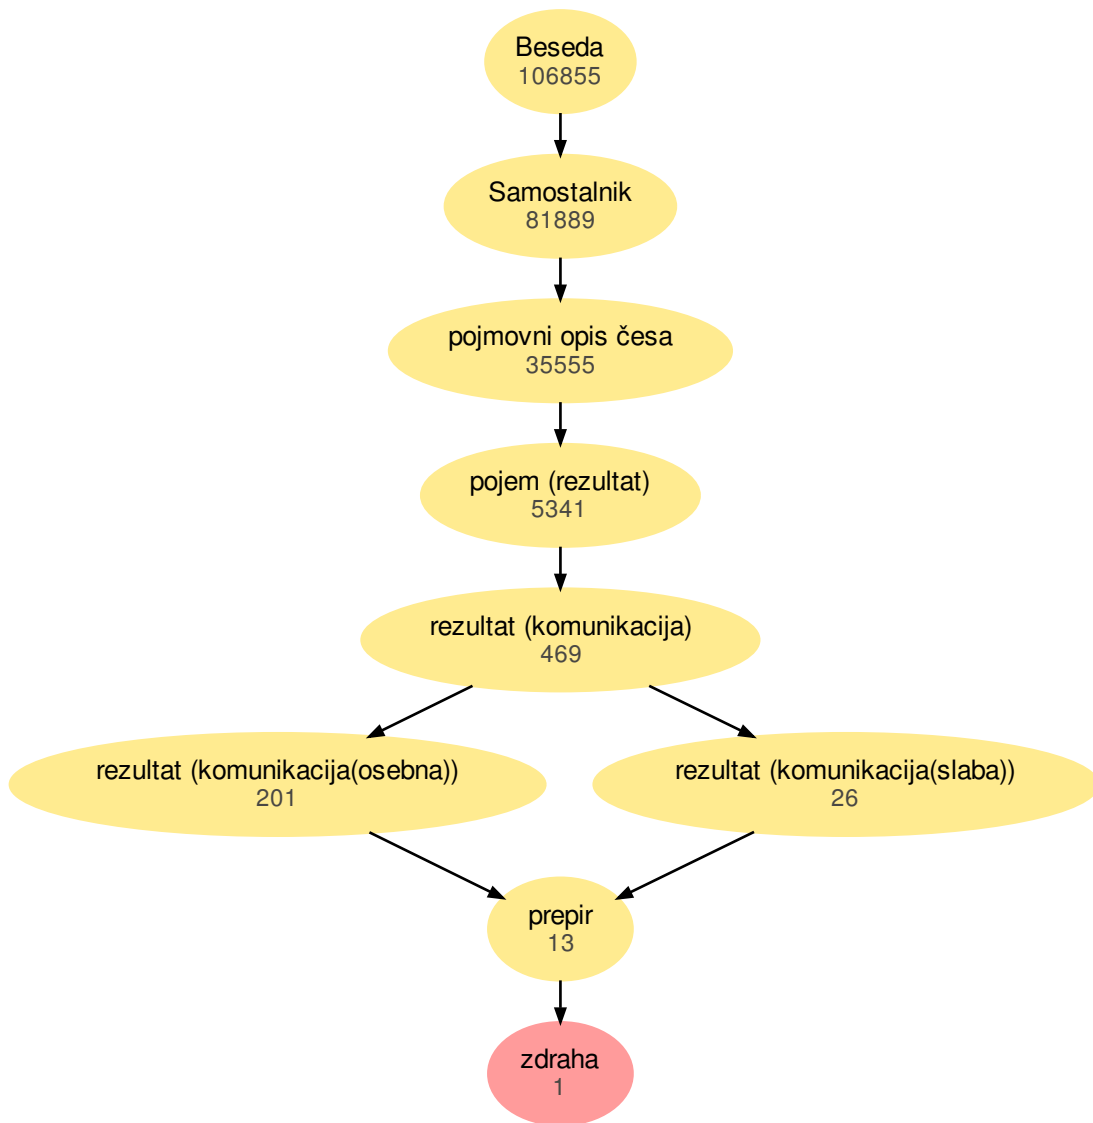 Beseda
106855
Samostalnik
81889
pojmovni opis česa
35555
pojem (rezultat)
5341
rezultat (komunikacija)
469
rezultat (komunikacija(osebna))
201
rezultat (komunikacija(slaba))
26
prepir
13
zdraha
1